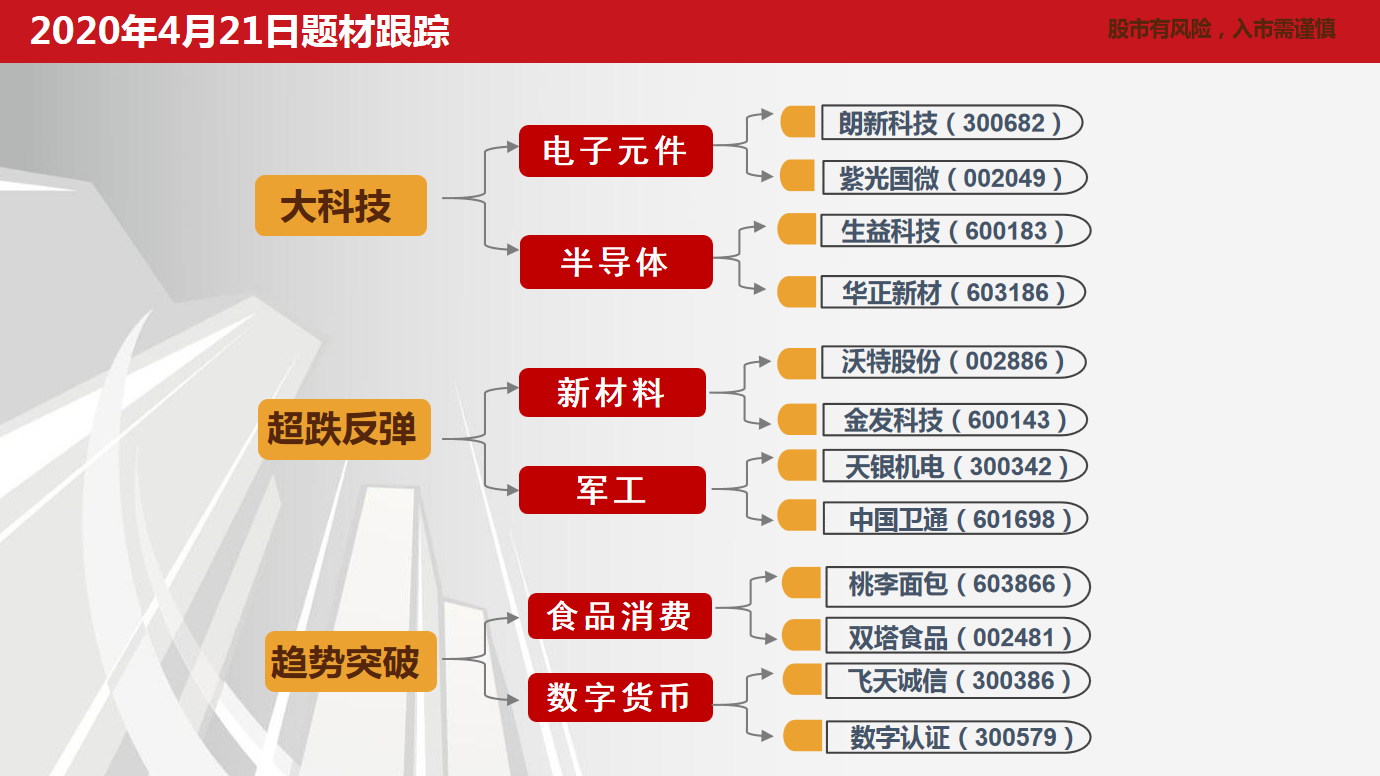 2020年4月21日题材跟踪
股市有风险，入市需谨慎
大科技
电子元件
朗新科技（300682）
紫光国微（002049）
半导体
生益科技（600183）
华正新材（603186）
超跌反弹
新材料
沃特股份（002886）
金发科技（600143）
军工
天银机电（300342）
中国卫通（601698）
趋势突破
食品消费
桃李面包（603866）
双塔食品（002481）
数字货币
飞天诚信（300386）
数字认证（300579）